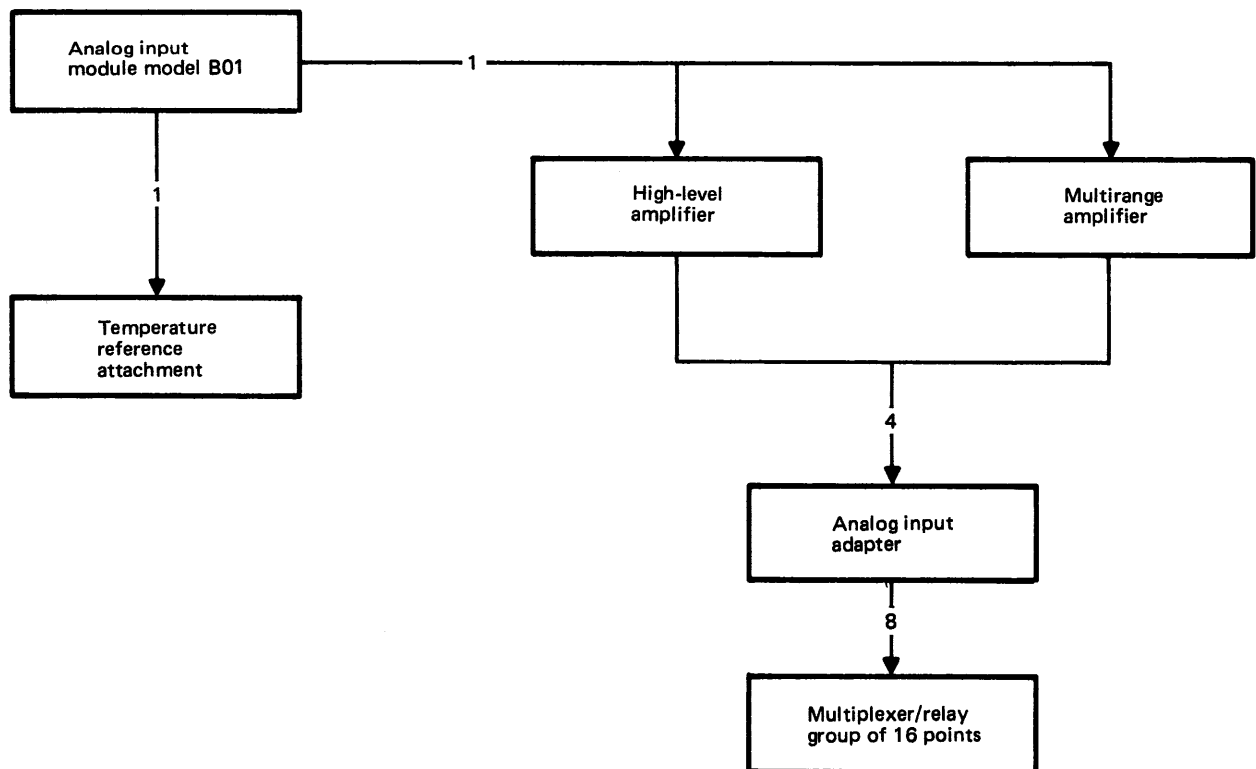 Analog input
module model B01
1
1
High-level
amplifier
Multirange
amplifier
Temperature
reference
attachment
4
Analog input
adapter
8
Multiplexer/relay
group of 16 points